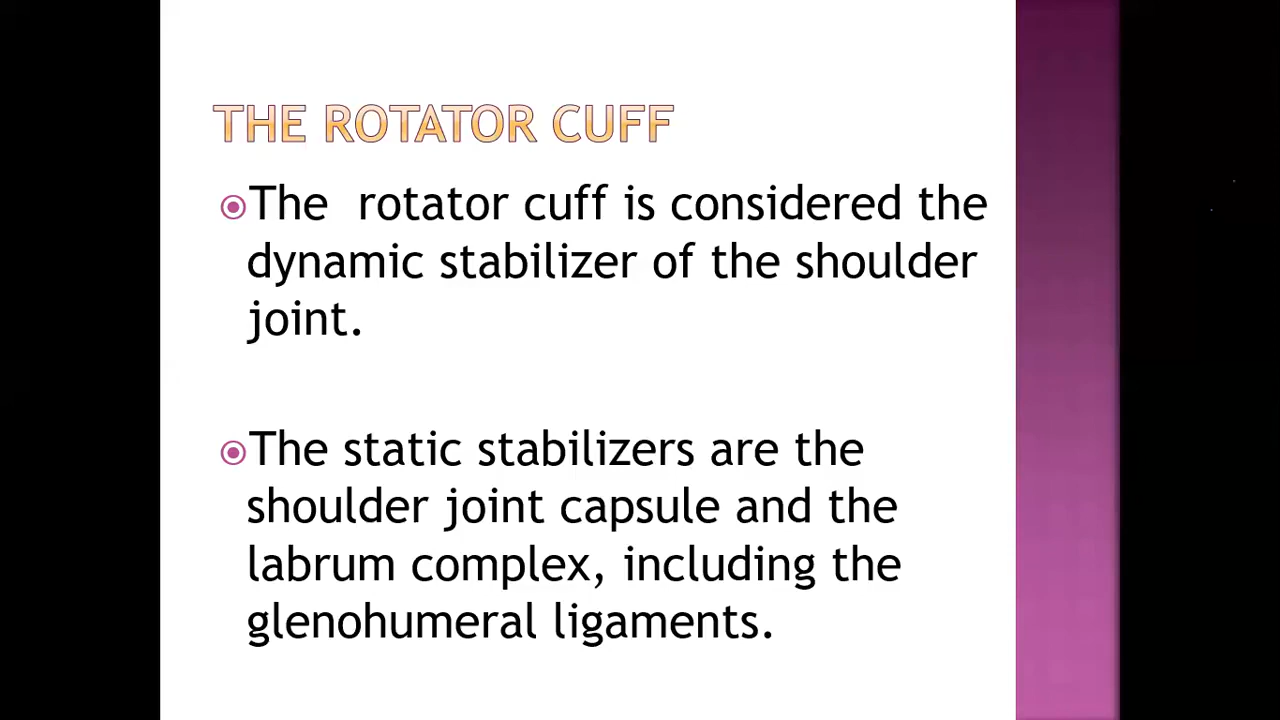 THE ROTATOR CUFF
The rotator cuff is considered the
dynamic stabilizer of the shoulder
joint.
The static stabilizers are the
shoulder joint capsule and the
labrum complex, including the
glenohumeral ligaments.